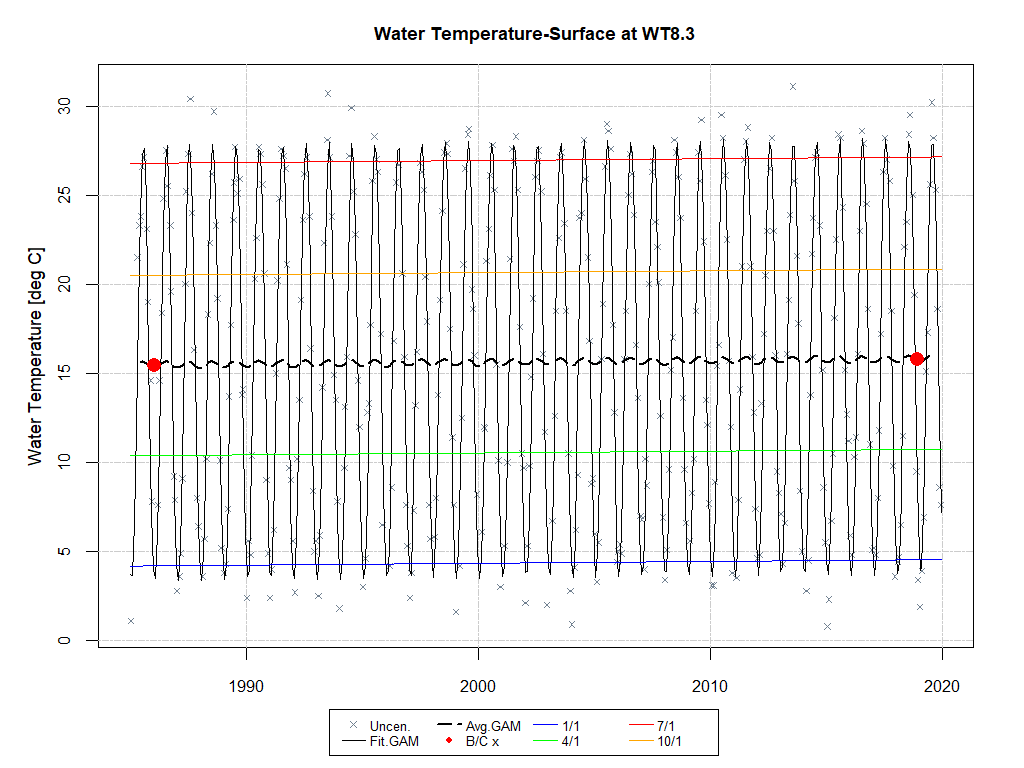 Water Temperature-Surface at WT8.3
Water Temperature [deg C]
30
25
20
15
10
5
0
1990 2000 2010 2020
Uncen. Avg.GAM 1/1 7/1
Fit.GAM B/C x 4/1 10/1